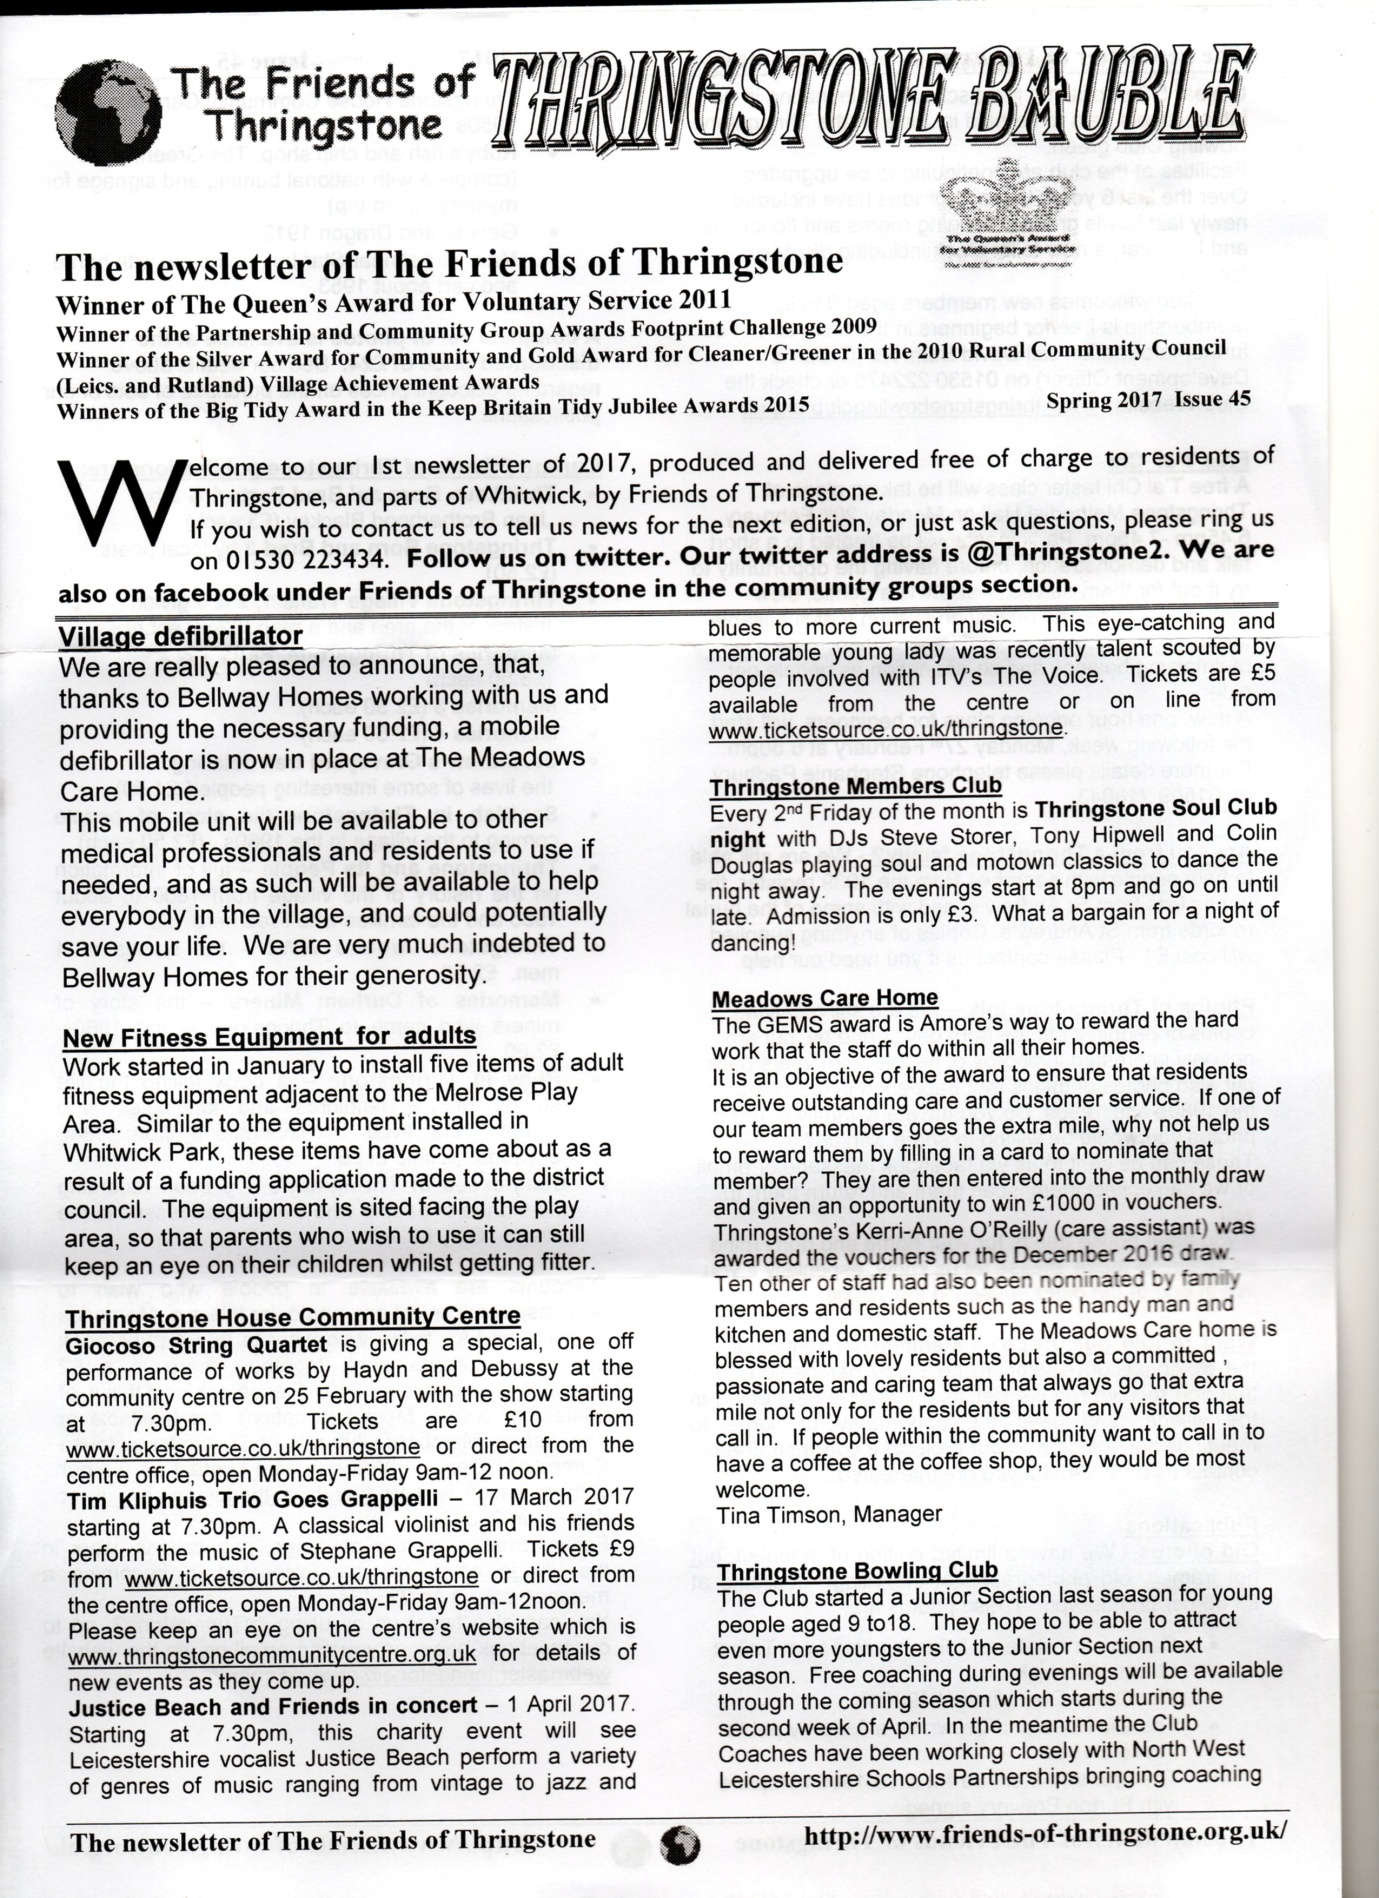 The Friends of
Thringstone
THRINGSTONE BAUBLE
The Queen's Award
for Voluntary Service
The newsletter of The Friends of Thringstone
Winner of The Queen's Award for Voluntary Service 2011
Winner of the Partnership and Community Group Awards Footprint Challenge 2009
Winner of the Silver Award for Community and Gold Award for Cleaner/Greener in the 2010 Rural Community Council
(Leics. and Rutland) Village Achievement Awards
Winners of the Big Tidy Award in the Keep Britain Tidy Jubilee Awards 2015
Spring 2017 Issue 45
Welcome to our 1st newsletter of 2017, produced and delivered free of charge to residents of
Thringstone, and parts of Whitwick, by Friends of Thringstone.
If you wish to contact us to tell us news for the next edition, or just ask questions, please ring us
on 01530 223434. Follow us on twitter. Our twitter address is @Thringstone2. We are
also on facebook under Friends of Thringstone in the community groups section.
Village defibrillator
We are really pleased to announce, that,
thanks to Bellway Homes working with us and
providing the necessary funding, a mobile
defibrillator is now in place at The Meadows
Care Home.
This mobile unit will be available to other
medical professionals and residents to use if
needed, and as such will be available to help
everybody in the village, and could potentially
save your life. We are very much indebted to
Bellway Homes for their generosity.
New Fitness Equipment for adults
Work started in January to install five items of adult
fitness equipment adjacent to the Melrose Play
Area. Similar to the equipment installed in
Whitwick Park, these items have come about as a
result of a funding application made to the district
council. The equipment is sited facing the play
area, so that parents who wish to use it can still
keep an eye on their children whilst getting fitter.
Thringstone House Community Centre
Giocoso String Quartet is giving a special, one off
performance of works by Haydn and Debussy at the
community centre on 25 February with the show starting
at 7.30pm. Tickets are £10 from
www.ticketsource.co.uk/thringstone or direct from the
centre office, open Monday-Friday 9am-12 noon.
Tim Kliphuis Trio Goes Grappelli – 17 March 2017
starting at 7.30pm. A classical violinist and his friends
perform the music of Stephane Grappelli. Tickets £9
from www.ticketsource.co.uk/thringstone or direct from
the centre office, open Monday-Friday 9am-12noon.
Please keep an eye on the centre's website which is
www.thringstonecommunitycentre.org.uk for details of
new events as they come up.
Justice Beach and Friends in concert – 1 April 2017.
Starting at 7.30pm, this charity event will see
Leicestershire vocalist Justice Beach perform a variety
of genres of music ranging from vintage to jazz and
blues to more current music. This eye-catching and
memorable young lady was recently talent scouted by
people involved with ITV's The Voice. Tickets are £5
available from the centre or on line from
www.ticketsource.co.uk/thringstone.
Thringstone Members Club
Every 2nd Friday of the month is Thringstone Soul Club
night with DJs Steve Storer, Tony Hipwell and Colin
Douglas playing soul and motown classics to dance the
night away. The evenings start at 8pm and go on until
late. Admission is only £3. What a bargain for a night of
dancing!
Meadows Care Home
The GEMS award is Amore's way to reward the hard
work that the staff do within all their homes.
It is an objective of the award to ensure that residents
receive outstanding care and customer service. If one of
our team members goes the extra mile, why not help us
to reward them by filling in a card to nominate that
member? They are then entered into the monthly draw
and given an opportunity to win £1000 in vouchers.
Thringstone's Kerri-Anne O'Reilly (care assistant) was
awarded the vouchers for the December 2016 draw.
Ten other of staff had also been nominated by family
members and residents such as the handy man and
kitchen and domestic staff. The Meadows Care home is
blessed with lovely residents but also a committed ,
passionate and caring team that always go that extra
mile not only for the residents but for any visitors that
call in. If people within the community want to call in to
have a coffee at the coffee shop, they would be most
welcome.
Tina Timson, Manager
Thringstone Bowling Club
The Club started a Junior Section last season for young
people aged 9 to18. They hope to be able to attract
even more youngsters to the Junior Section next
season. Free coaching during evenings will be available
through the coming season which starts during the
second week of April. In the meantime the Club
Coaches have been working closely with North West
Leicestershire Schools Partnerships bringing coaching
The newsletter of The Friends of Thringstone
http://www.friends-of-thringstone.org.uk/